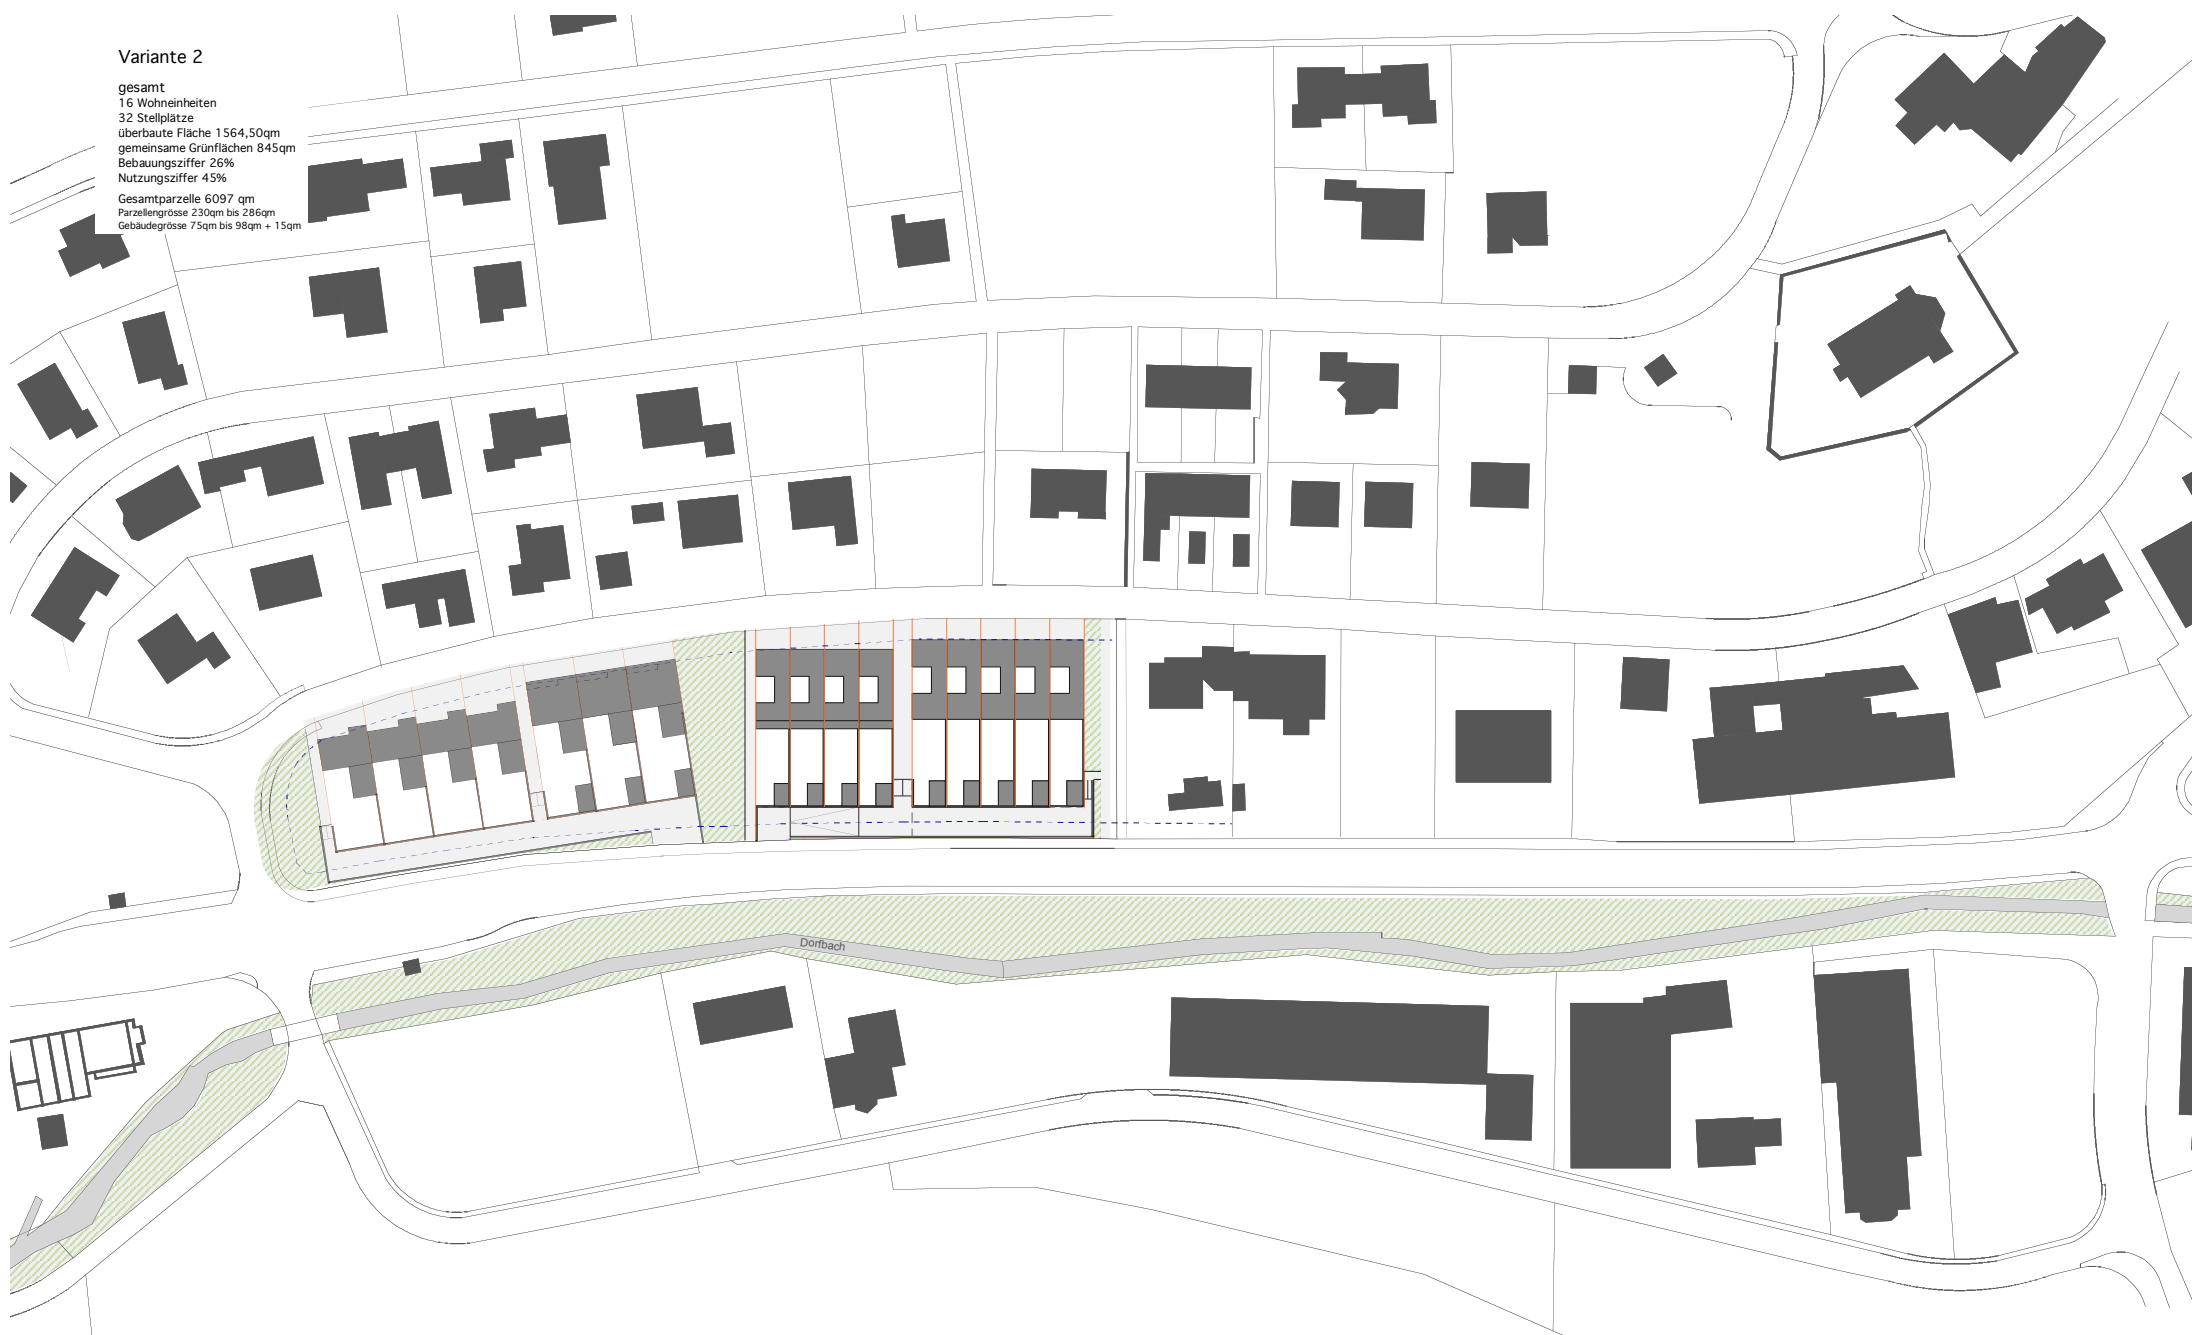 Variante 2
gesamt
16 Wohneinheiten
32 Stellplätze
überbaute Fläche 1564,50qm
gemeinsame Grünflächen 845qm
Bebauungsziffer 26%
Nutzungsziffer 45%
Gesamtparzelle 6097 qm
Parzellengrösse 230qm bis 286qm
Gebäudegrösse 75qm bis 98qm + 15qm
Dorfbach